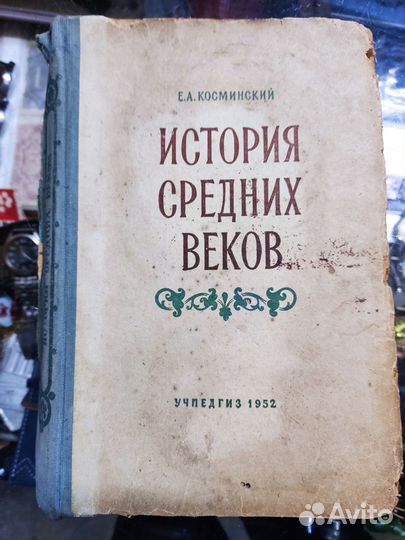 Е.А.КОСМИНСКИЙ
ИСТОРИЯ
СРЕДНИХ
ВЕКОВ
УЧПЕДГИЗ 1952
Avito